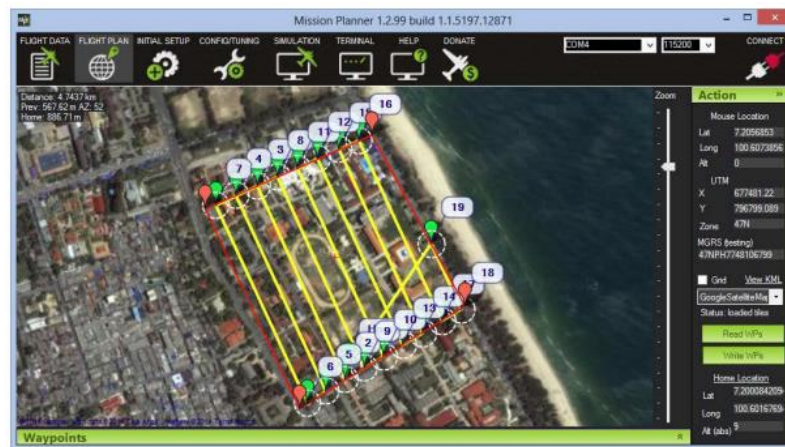 Mission Planner 1.2.99 build 1.1.5197.12871
FLIGHT DATA FLIGHT PLAN INITIAL SETUP CONFIG/TUNING SIMULATION TERMINAL HELP DONATE COM4 115200 CONNECT
Distance: 4.7437 km
Prev: 567.62 m AZ: 52
Home: 886.71 m
Zoom
Action
Mouse Location
Lat 7.2056853
Long 100.6073856
Alt 0
UTM
X 677481.22
Y 796799.089
Zone 47N
MGRS (testing)
47NPH7748106799
Grid View KML
GoogleSatelliteMap
Status: loaded tiles
Read WPs
Write WPs
Home Location
Lat 7.200084209
Long 100.6016769
Alt (abs) 9
16
12
11
8
3
4
7
19
18
14
13
10
9
2
5
6
H
Waypoints